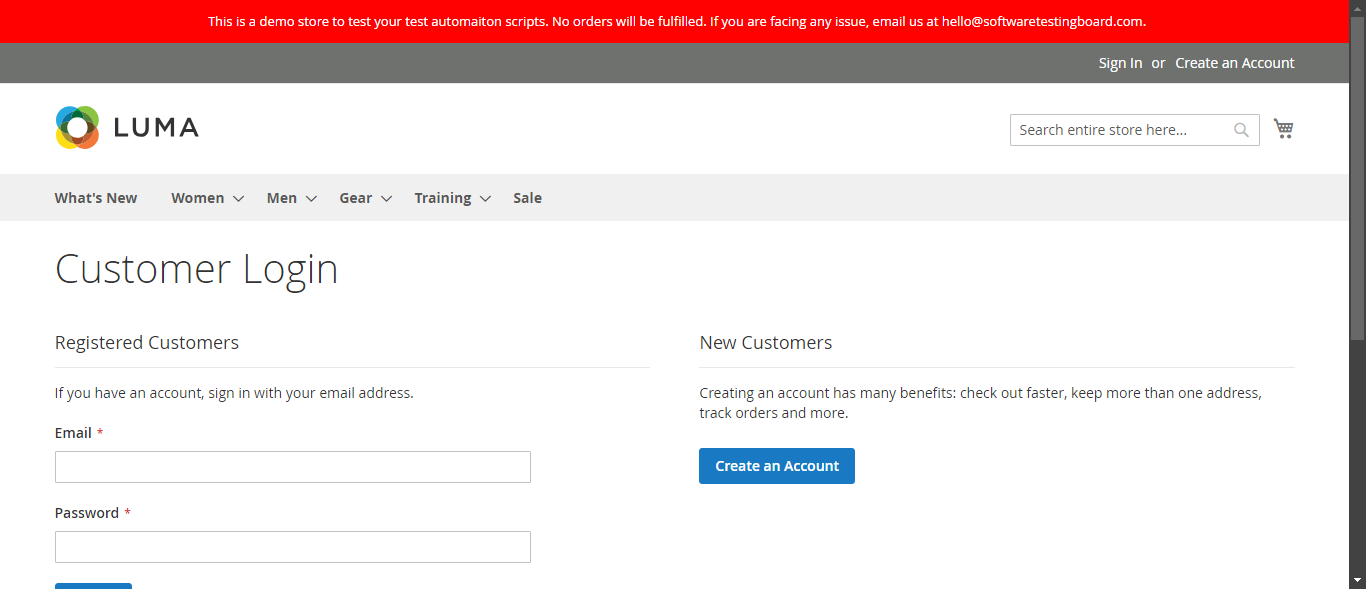 This is a demo store to test your test automaiton scripts. No orders will be fulfilled. If you are facing any issue, email us at hello@softwaretestingboard.com.
Sign In or Create an Account
LUMA
Search entire store here...
What's New Women Men Gear Training Sale
Customer Login
Registered Customers
If you have an account, sign in with your email address.
Email *
Password *
New Customers
Creating an account has many benefits: check out faster, keep more than one address,
track orders and more.
Create an Account